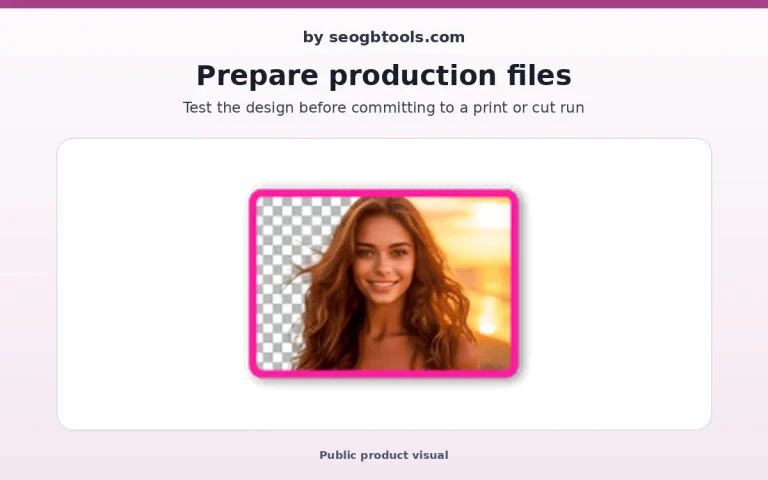 by seogbtools.com
Prepare production files
Test the design before committing to a print or cut run
Public product visual